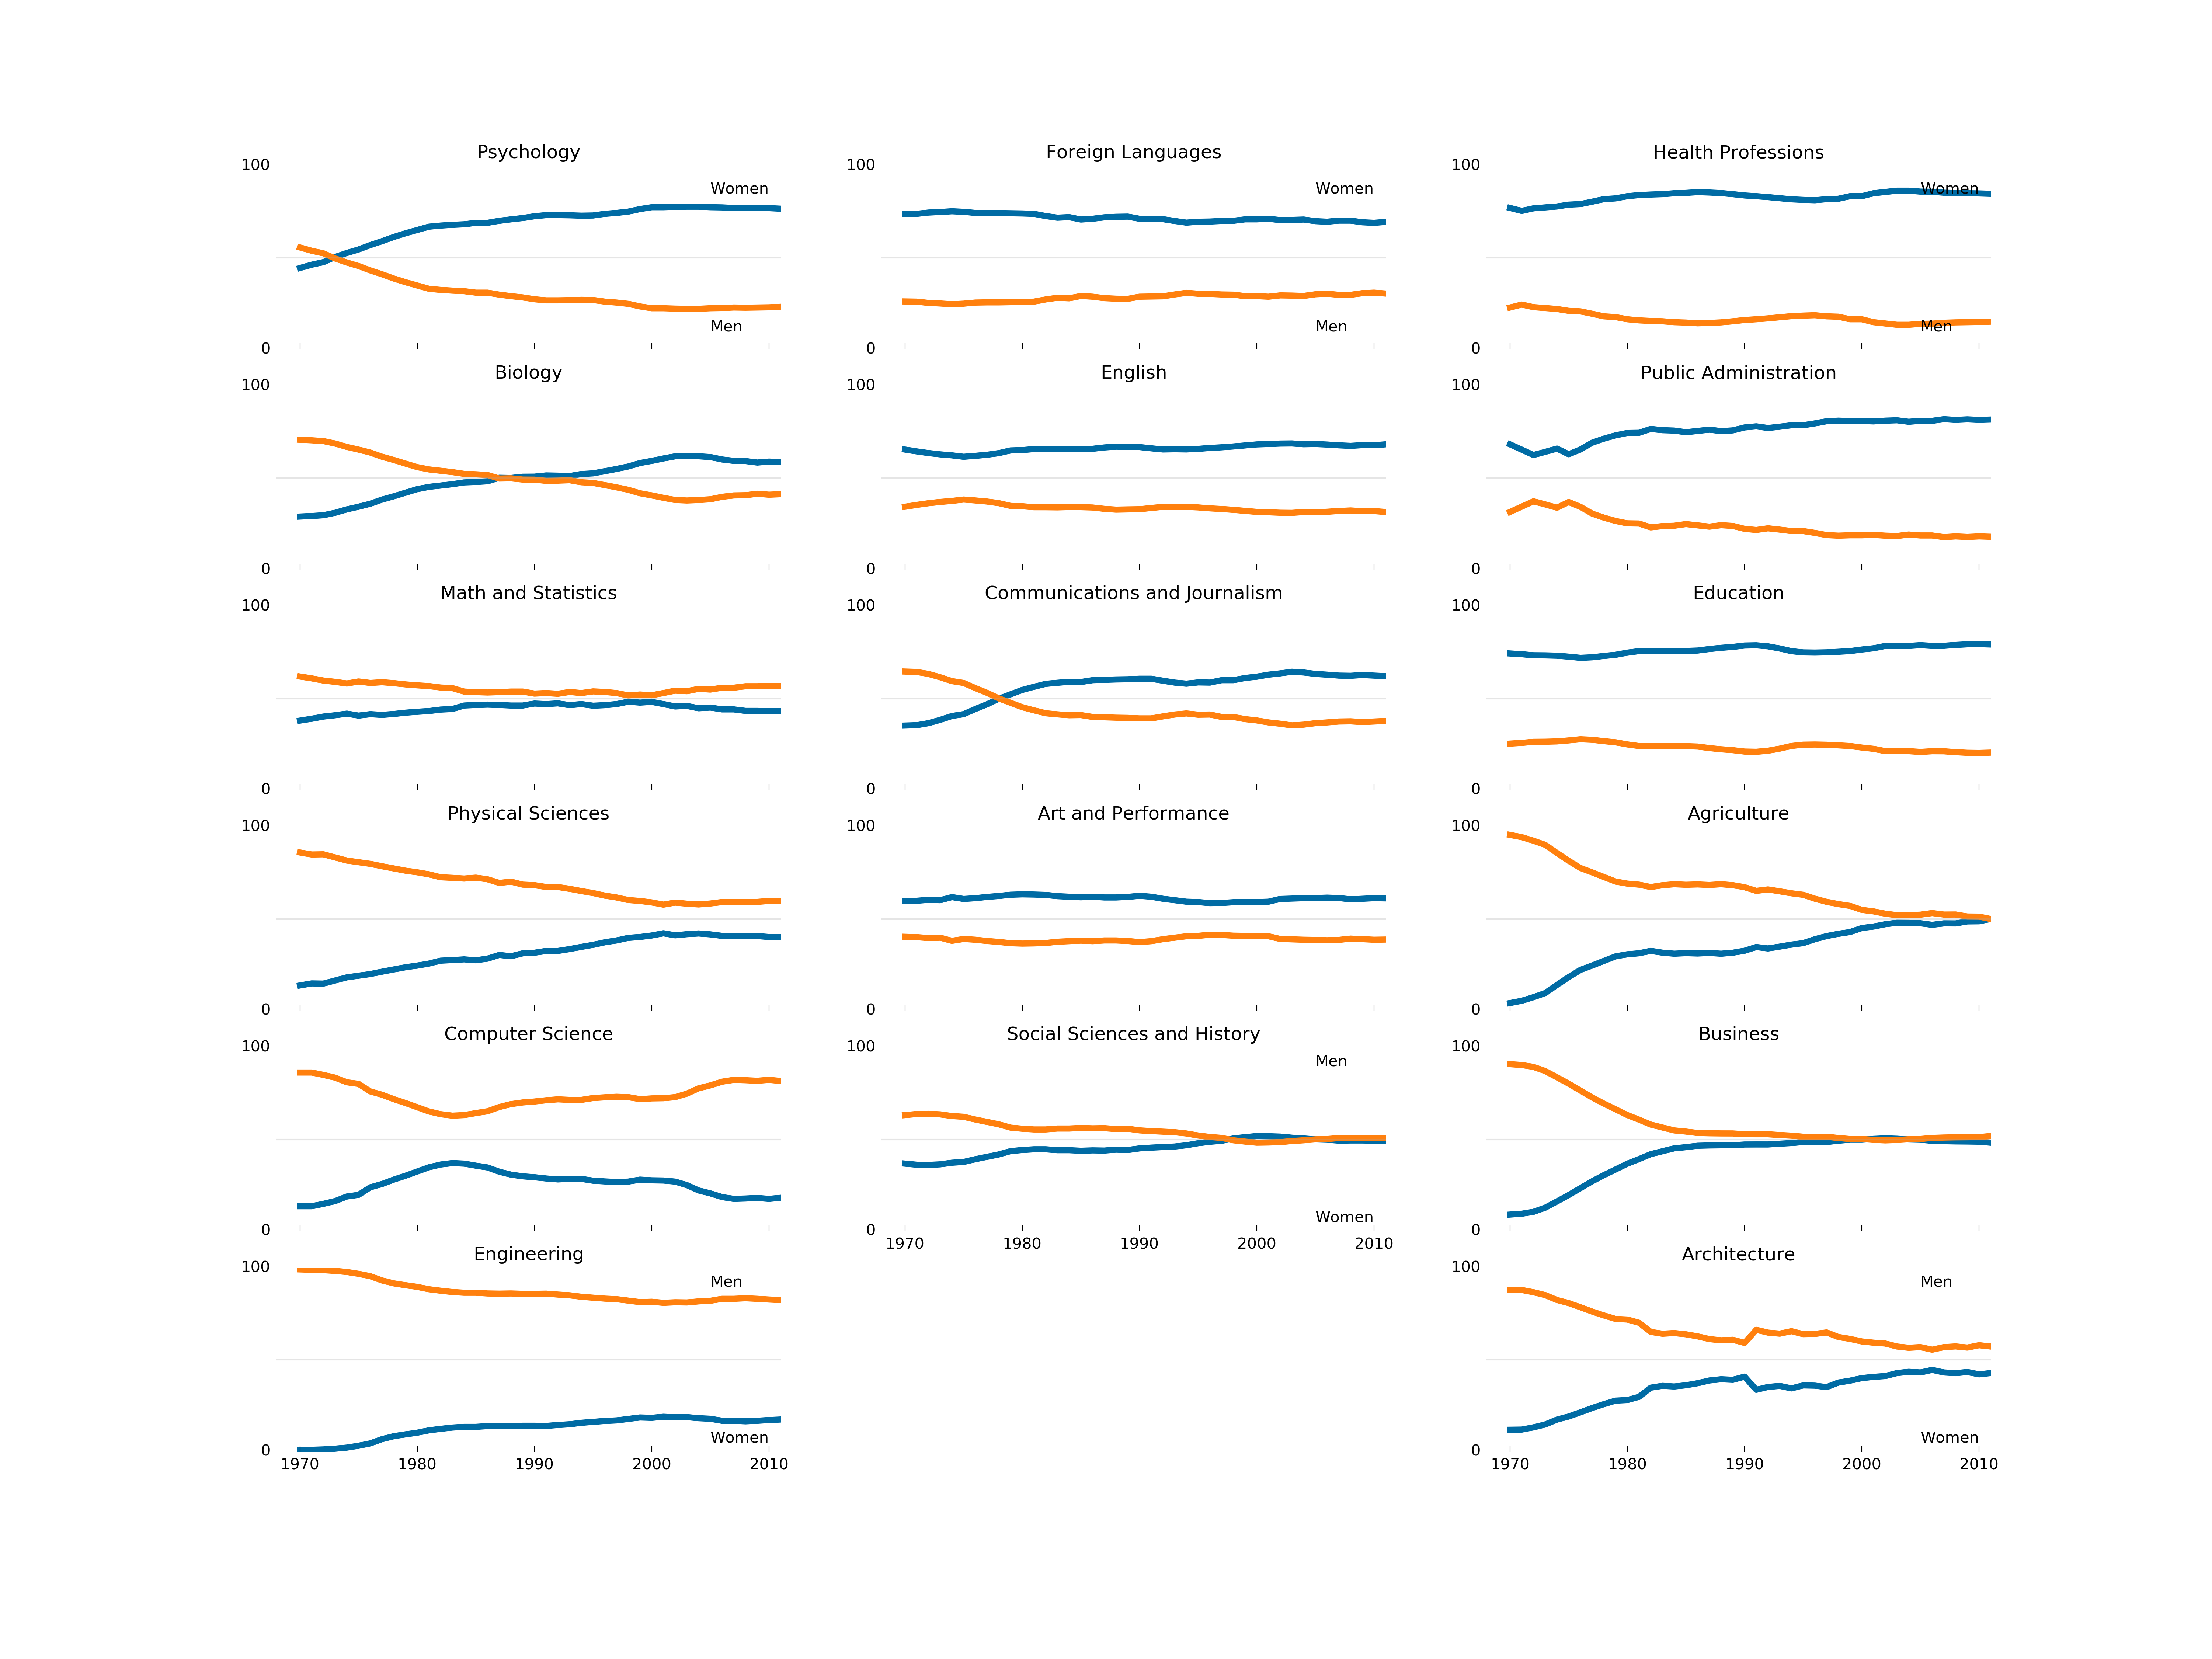 Psychology
100
Women
Men
0
Foreign Languages
100
Women
Men
0
Health Professions
100
Women
Men
0
Biology
100
0
English
100
0
Public Administration
100
0
Math and Statistics
100
0
Communications and Journalism
100
0
Education
100
0
Physical Sciences
100
0
Art and Performance
100
0
Agriculture
100
0
Computer Science
100
0
Social Sciences and History
100
Men
Women
0
1970 1980 1990 2000 2010
Business
100
0
Engineering
100
Men
Women
0
1970 1980 1990 2000 2010
Architecture
100
Men
Women
0
1970 1980 1990 2000 2010